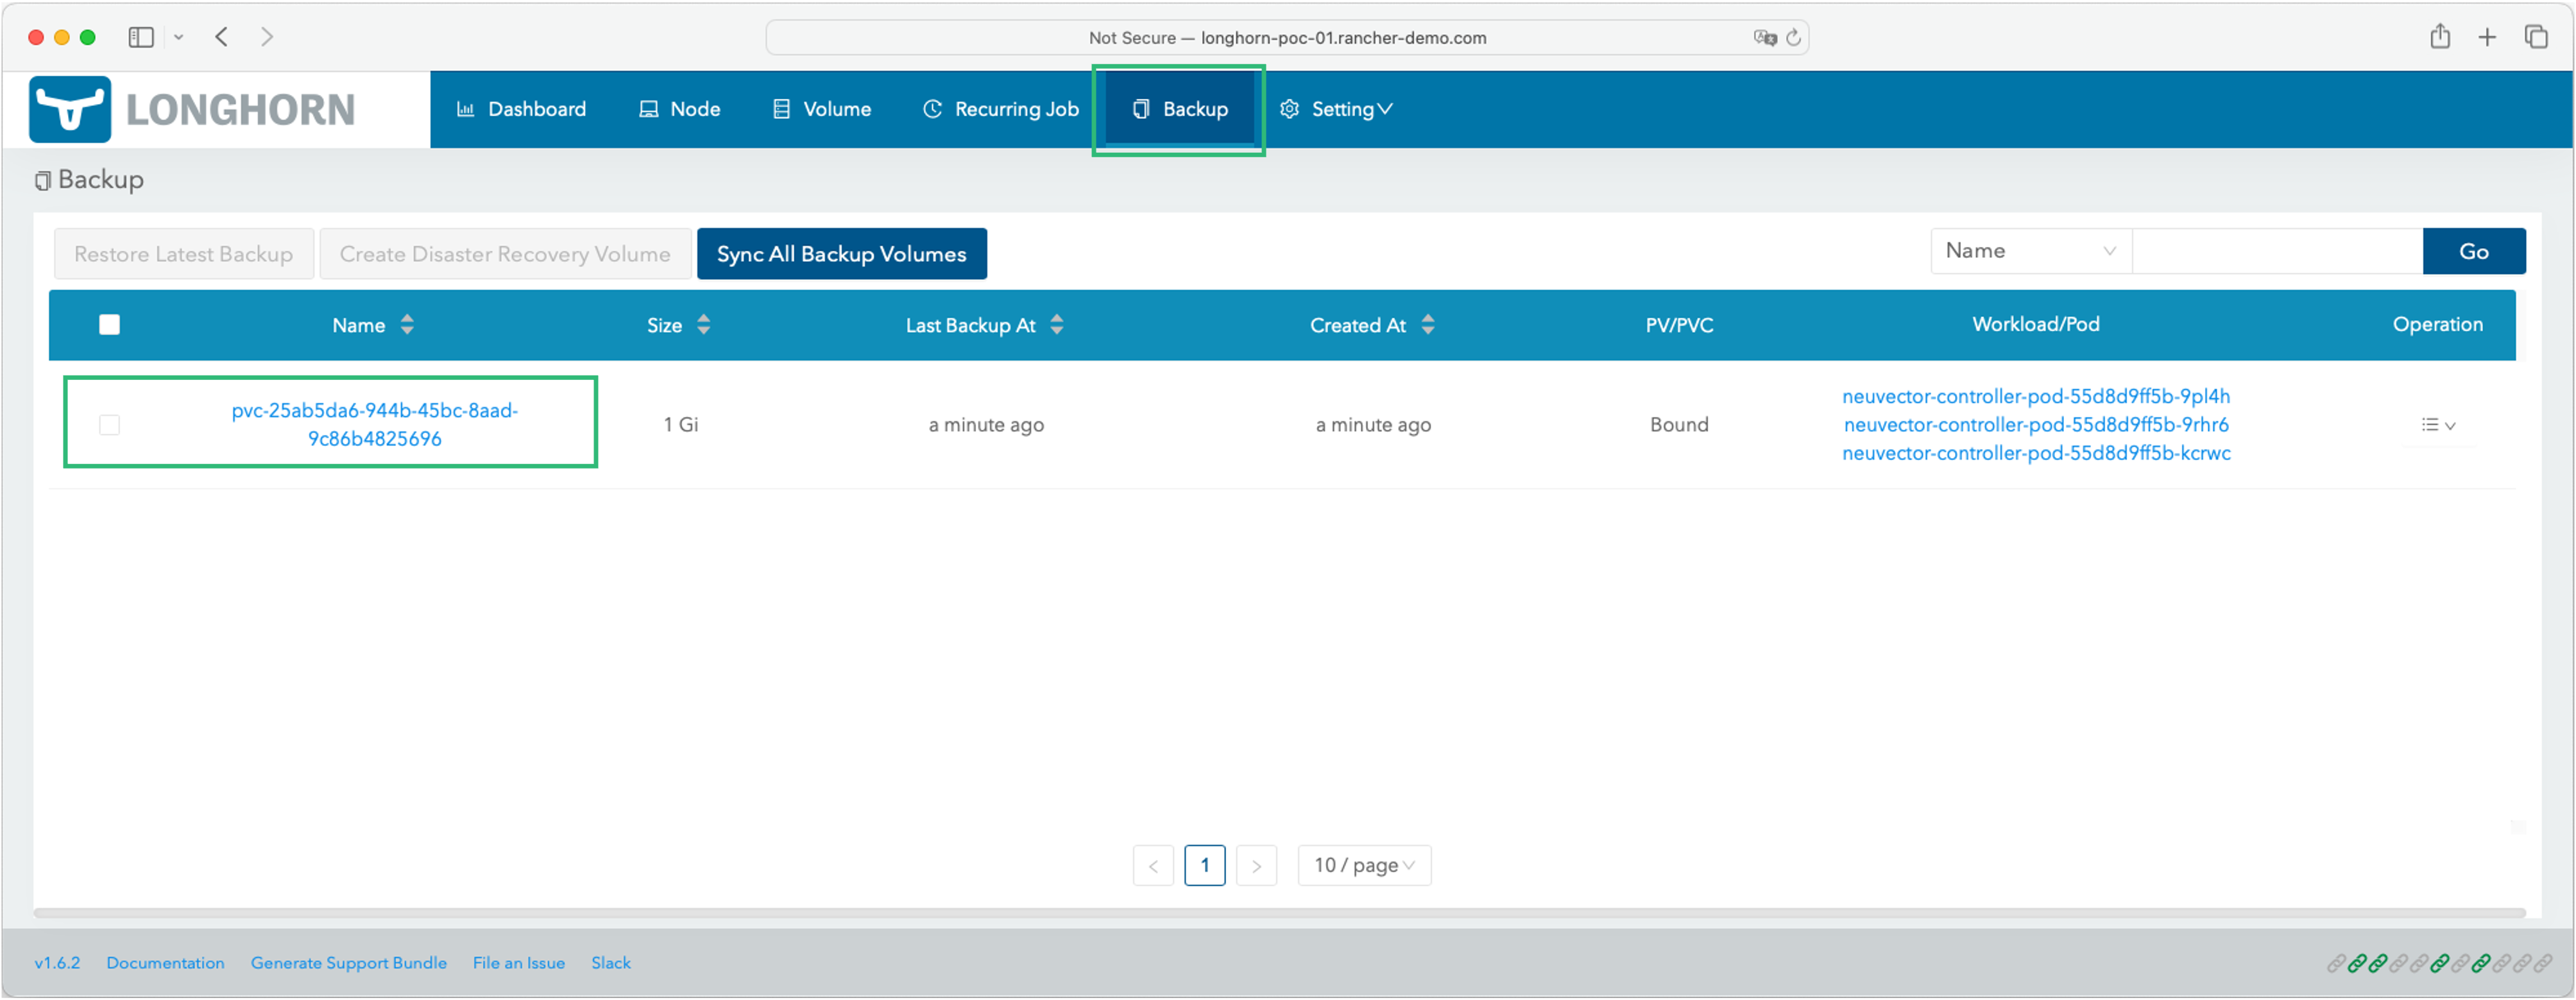 Not Secure — longhorn-poc-01.rancher-demo.com
LONGHORN
Dashboard
Node
Volume
Recurring Job
Backup
Setting
Backup
Restore Latest Backup
Create Disaster Recovery Volume
Sync All Backup Volumes
Name
Go
Name
Size
Last Backup At
Created At
PV/PVC
Workload/Pod
Operation
pvc-25ab5da6-944b-45bc-8aad-
9c86b4825696
1 Gi
a minute ago
a minute ago
Bound
neuvector-controller-pod-55d8d9ff5b-9pl4h
neuvector-controller-pod-55d8d9ff5b-9rhr6
neuvector-controller-pod-55d8d9ff5b-kcrwc
1
10 / page
v1.6.2
Documentation
Generate Support Bundle
File an Issue
Slack